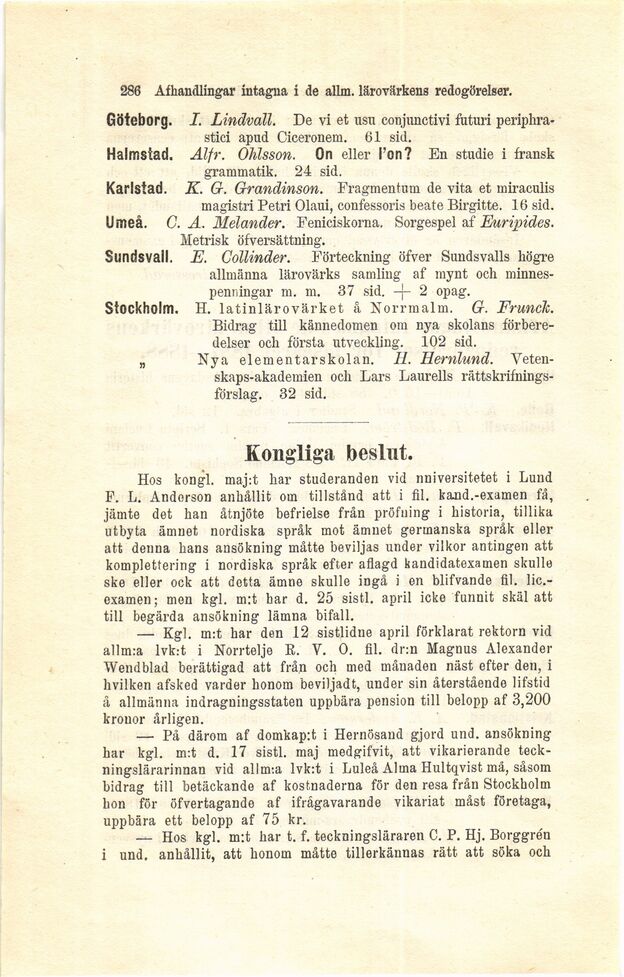 286 Afhandlingar intagna i de allm. lärovärkens redogörelser.
Göteborg. I. Lindvall. De vi et usu conjunctivi futuri periphra-
stici apud Ciceronem. 61 sid.
Halmstad. Alfr. Ohlsson. On eller l'on? En studie i fransk
grammatik. 24 sid.
Karlstad. K. G. Grandinson. Fragmentum de vita et miraculis
magistri Petri Olaui, confessoris beate Birgitte. 16 sid.
Umeå. C. A. Melander. Feniciskorna. Sorgespel af Euripides.
Metrisk öfversättning.
Sundsvall. E. Collinder. Förteckning öfver Sundsvalls högre
allmänna lärovärks samling af mynt och minnes-
penningar m. m. 37 sid. + 2 opag.
Stockholm. H. latinlärovärket å Norrmalm. G. Frunck.
Bidrag till kännedomen om nya skolans förbere-
delser och första utveckling. 102 sid.
„ Nya elementarskolan. H. Hernlund. Veten-
skaps-akademien och Lars Laurells rättskrifnings-
förslag. 32 sid.
Kongliga beslut.
Hos kongl. maj:t har studeranden vid nniversitetet i Lund
F. L. Anderson anhållit om tillstånd att i fil. kand.-examen få,
jämte det han åtnjöte befrielse från pröfning i historia, tillika
utbyta ämnet nordiska språk mot ämnet germanska språk eller
att denna hans ansökning måtte beviljas under vilkor antingen att
komplettering i nordiska språk efter aflagd kandidatexamen skulle
ske eller ock att detta ämne skulle ingå i en blifvande fil. lic.-
examen; men kgl. m:t har d. 25 sistl. april icke funnit skäl att
till begärda ansökning lämna bifall.
— Kgl. m:t har den 12 sistlidne april förklarat rektorn vid
allm:a lvk:t i Norrtelje R. V. O. fil. dr:n Magnus Alexander
Wendblad berättigad att från och med månaden näst efter den, i
hvilken afsked varder honom beviljadt, under sin återstående lifstid
å allmänna indragningsstaten uppbära pension till belopp af 3,200
kronor årligen.
— På därom af domkap:t i Hernösand gjord und. ansökning
har kgl. m:t d. 17 sistl. maj medgifvit, att vikarierande teck-
ningslärarinnan vid allm:a lvk:t i Luleå Alma Hultqvist må, såsom
bidrag till betäckande af kostnaderna för den resa från Stockholm
hon för öfvertagande af ifrågavarande vikariat måst företaga,
uppbära ett belopp af 75 kr.
— Hos kgl. m:t har t. f. teckningsläraren C. P. Hj. Borggrén
i und. anhållit, att honom måtte tillerkännas rätt att söka och